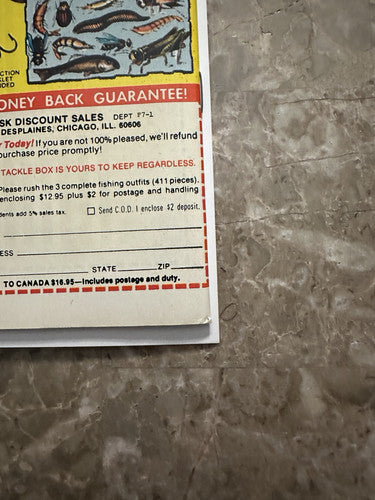 CTION
KLET
DED
ONEY BACK GUARANTEE!
SK DISCOUNT SALES DEPT F7-1
DESPLAINES, CHICAGO, ILL. 60606
Today! If you are not 100% pleased, we'll refund
purchase price promptly!
TACKLE BOX IS YOURS TO KEEP REGARDLESS.
Please rush the 3 complete fishing outfits (411 pieces).
enclosing $12.95 plus $2 for postage and handling
dents add 5% sales tax. Send C.O.D. I enclose $2 deposit.
ESS
STATE ZIP
TO CANADA $16.95—Includes postage and duty.